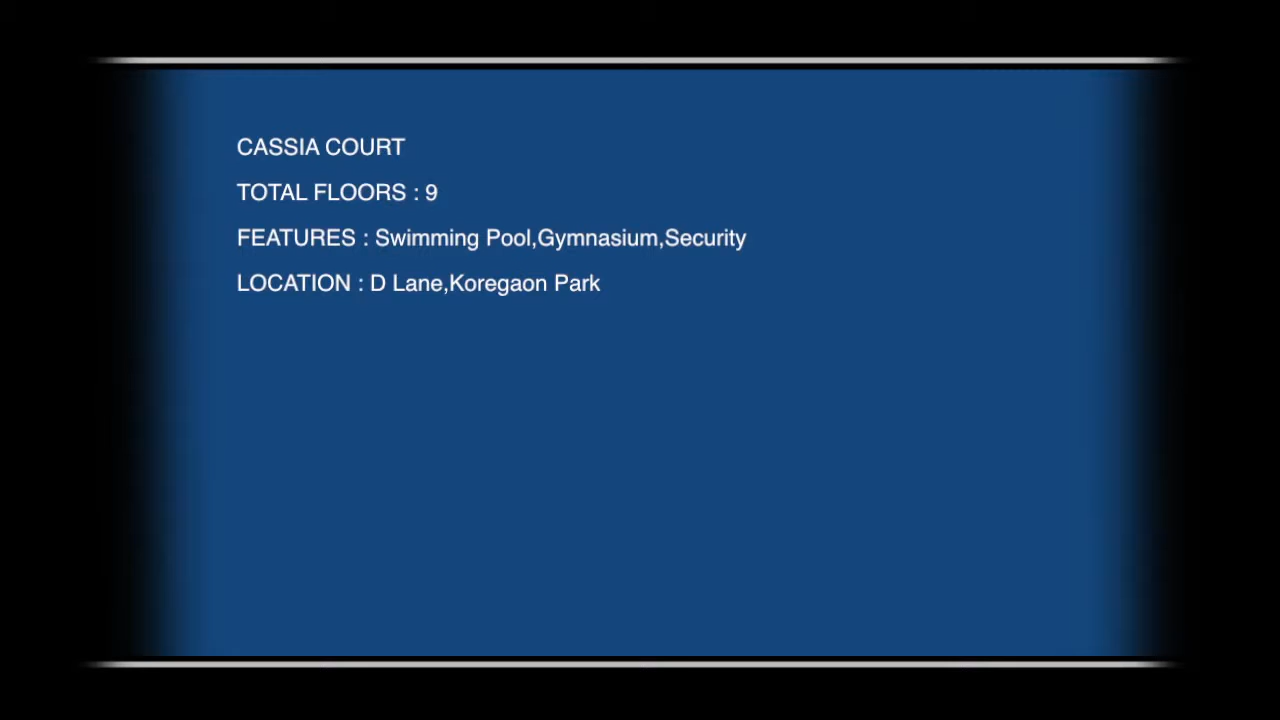 CASSIA COURT
TOTAL FLOORS : 9
FEATURES : Swimming Pool,Gymnasium,Security
LOCATION : D Lane,Koregaon Park